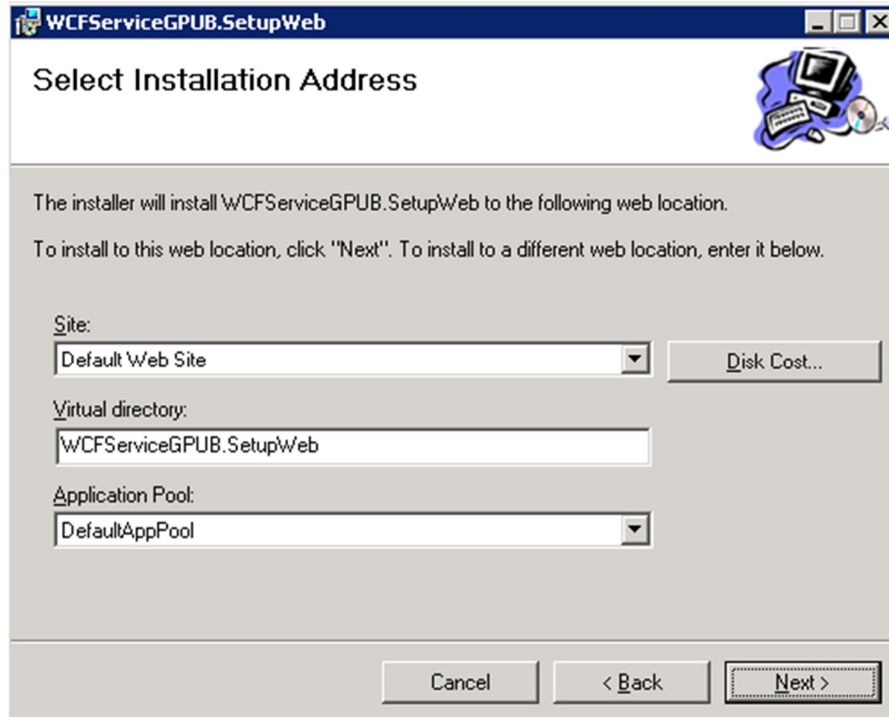 WCFServiceGPUB.SetupWeb
Select Installation Address
The installer will install WCFServiceGPUB.SetupWeb to the following web location.
To install to this web location, click "Next". To install to a different web location, enter it below.
Site:
Default Web Site
Disk Cost...
Virtual directory:
WCFServiceGPUB.SetupWeb
Application Pool:
DefaultAppPool
Cancel
< Back
Next >